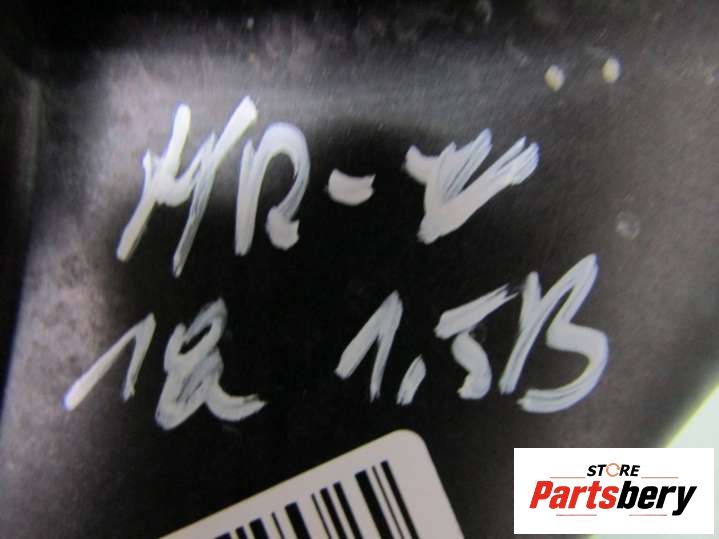 HR-V
18 1.5B
STORE
Partsbery